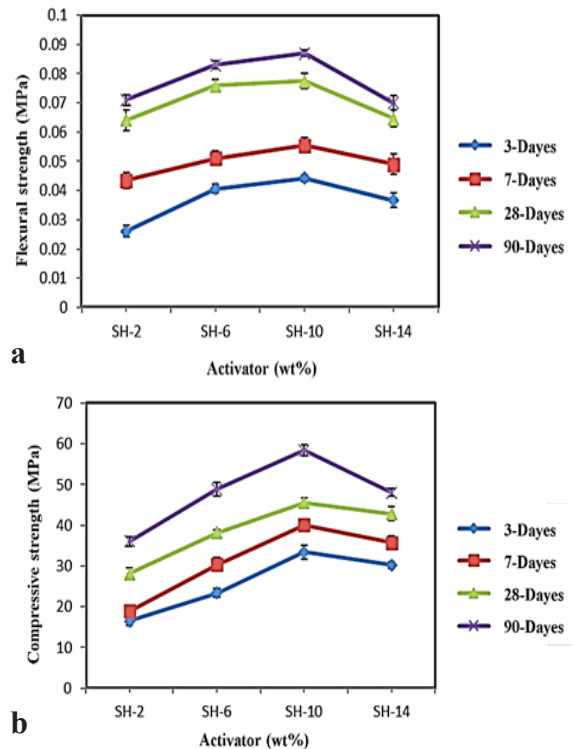 0.1
0.09
0.08
0.07
0.06
0.05
0.04
0.03
0.02
0.01
0
Flexural strength (MPa)
SH-2 SH-6 SH-10 SH-14
Activator (wt%)
3-Dayes
7-Dayes
28-Dayes
90-Dayes
a
70
60
50
40
30
20
10
0
Compressive strength (MPa)
SH-2 SH-6 SH-10 SH-14
Activator (wt%)
3-Dayes
7-Dayes
28-Dayes
90-Dayes
b